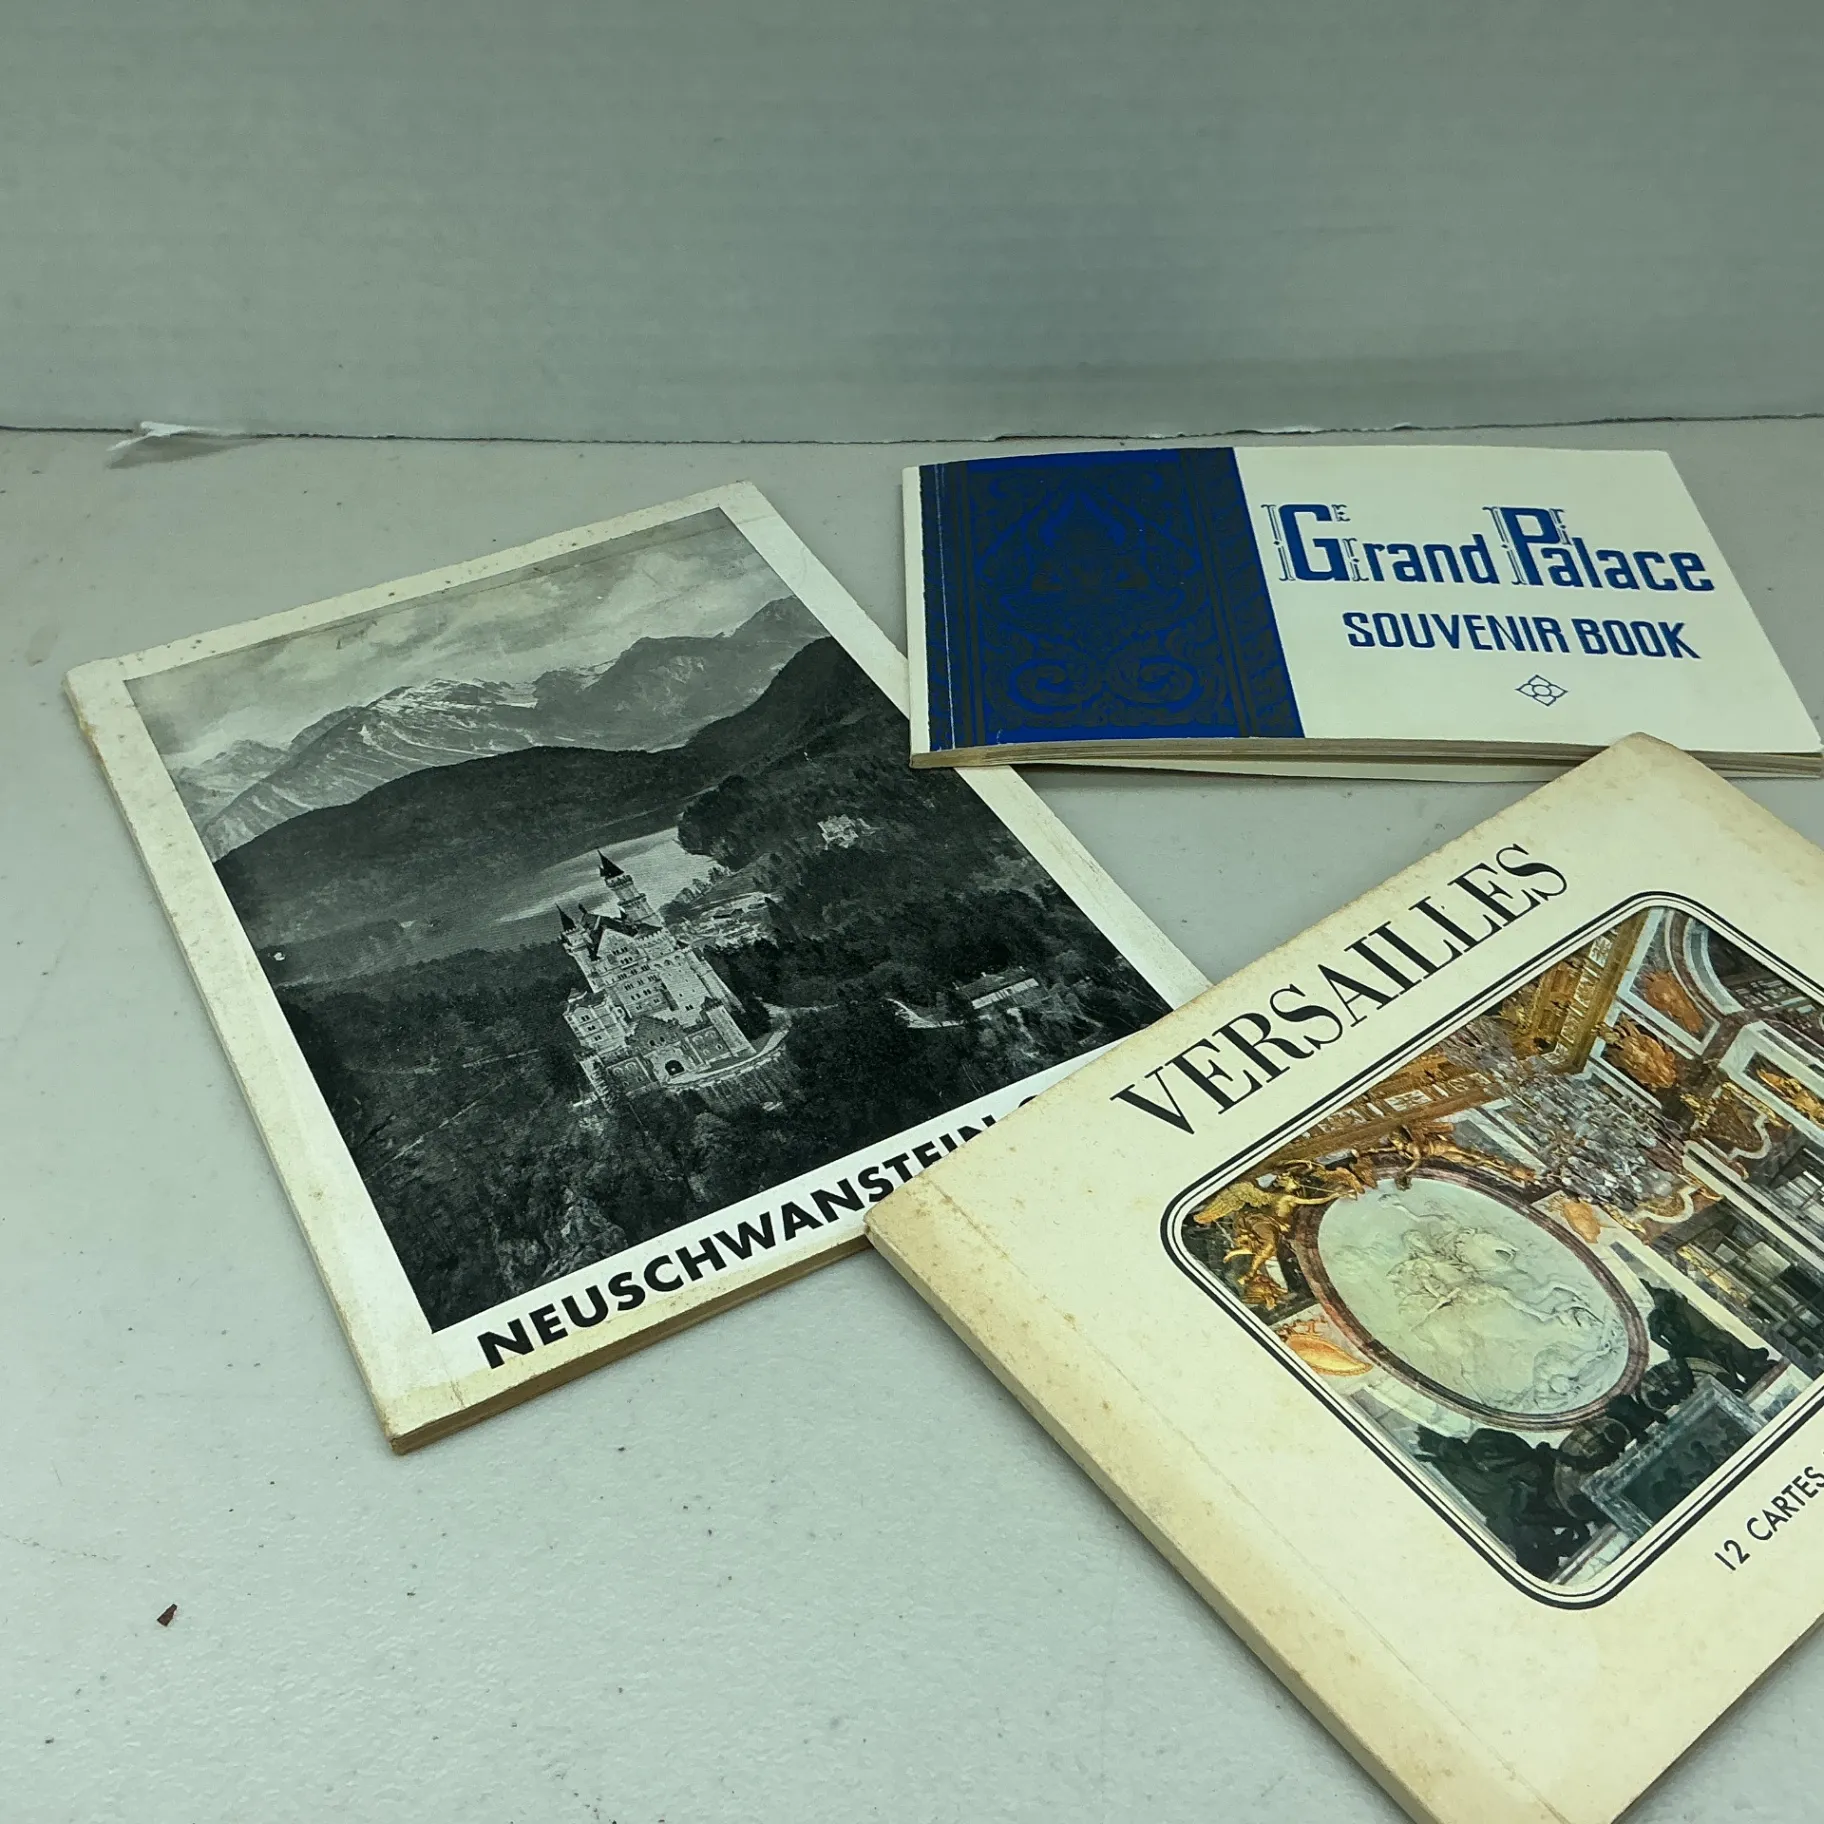 Grand Palace
SOUVENIR BOOK
NEUSCHWANSTEIN
VERSAILLES
12 CARTES